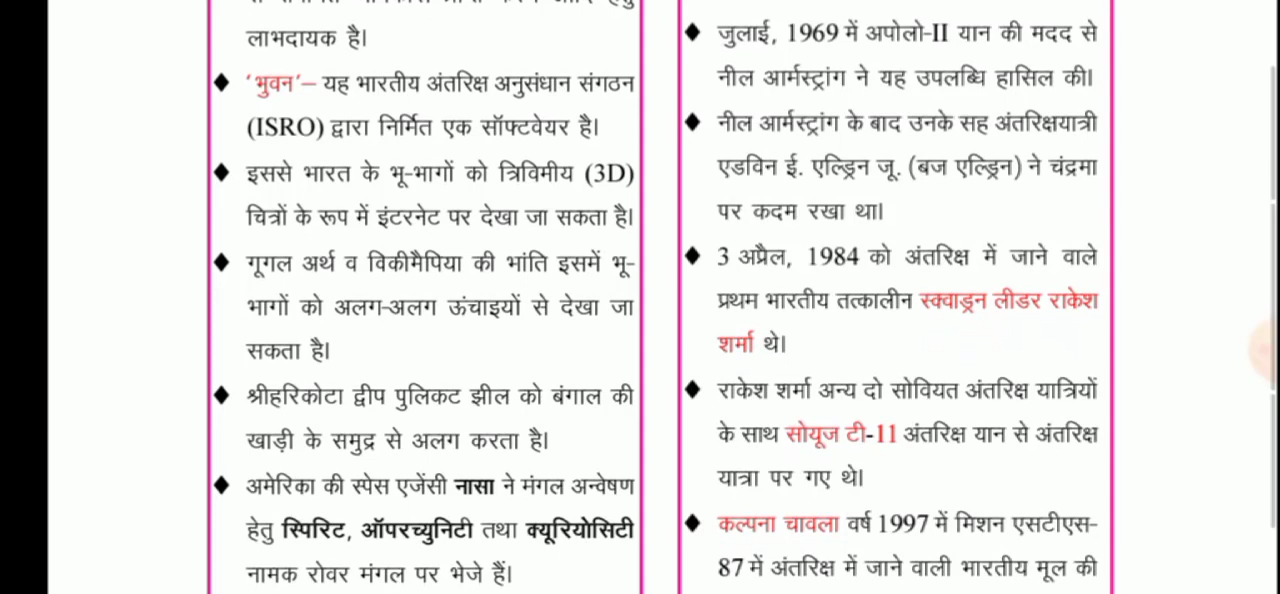 लाभदायक है।
◆ ‘भुवन’– यह भारतीय अंतरिक्ष अनुसंधान संगठन
(ISRO) द्वारा निर्मित एक सॉफ्टवेयर है।
◆ इससे भारत के भू-भागों को त्रिविमीय (3D)
चित्रों के रूप में इंटरनेट पर देखा जा सकता है।
◆ गूगल अर्थ व विकीमैपिया की भांति इसमें भू-
भागों को अलग-अलग ऊंचाइयों से देखा जा
सकता है।
◆ श्रीहरिकोटा द्वीप पुलिकट झील को बंगाल की
खाड़ी के समुद्र से अलग करता है।
◆ अमेरिका की स्पेस एजेंसी नासा ने मंगल अन्वेषण
हेतु स्पिरिट, ऑपरच्युनिटी तथा क्यूरियोसिटी
नामक रोवर मंगल पर भेजे हैं।
◆ जुलाई, 1969 में अपोलो-II यान की मदद से
नील आर्मस्ट्रांग ने यह उपलब्धि हासिल की।
◆ नील आर्मस्ट्रांग के बाद उनके सह अंतरिक्षयात्री
एडविन ई. एल्ड्रिन जू. (बज एल्ड्रिन) ने चंद्रमा
पर कदम रखा था।
◆ 3 अप्रैल, 1984 को अंतरिक्ष में जाने वाले
प्रथम भारतीय तत्कालीन स्क्वाड्रन लीडर राकेश
शर्मा थे।
◆ राकेश शर्मा अन्य दो सोवियत अंतरिक्ष यात्रियों
के साथ सोयूज टी-11 अंतरिक्ष यान से अंतरिक्ष
यात्रा पर गए थे।
◆ कल्पना चावला वर्ष 1997 में मिशन एसटीएस-
87 में अंतरिक्ष में जाने वाली भारतीय मूल की